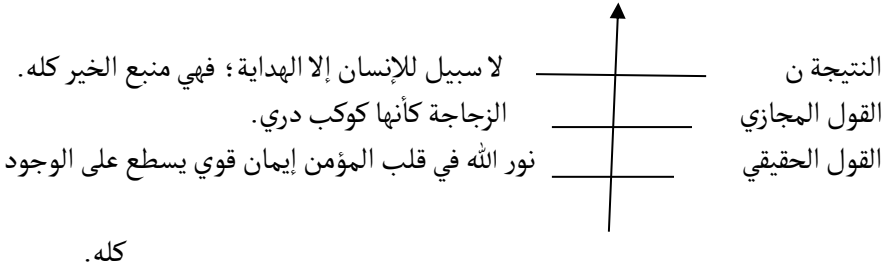 النتيجة ن لا سبيل للإنسان إلا الهداية؛ فهي منبع الخير كله.
القول المجازي الزجاجة كأنها كوكب دري.
القول الحقيقي نور الله في قلب المؤمن إيمان قوي يسطع على الوجود
كله.